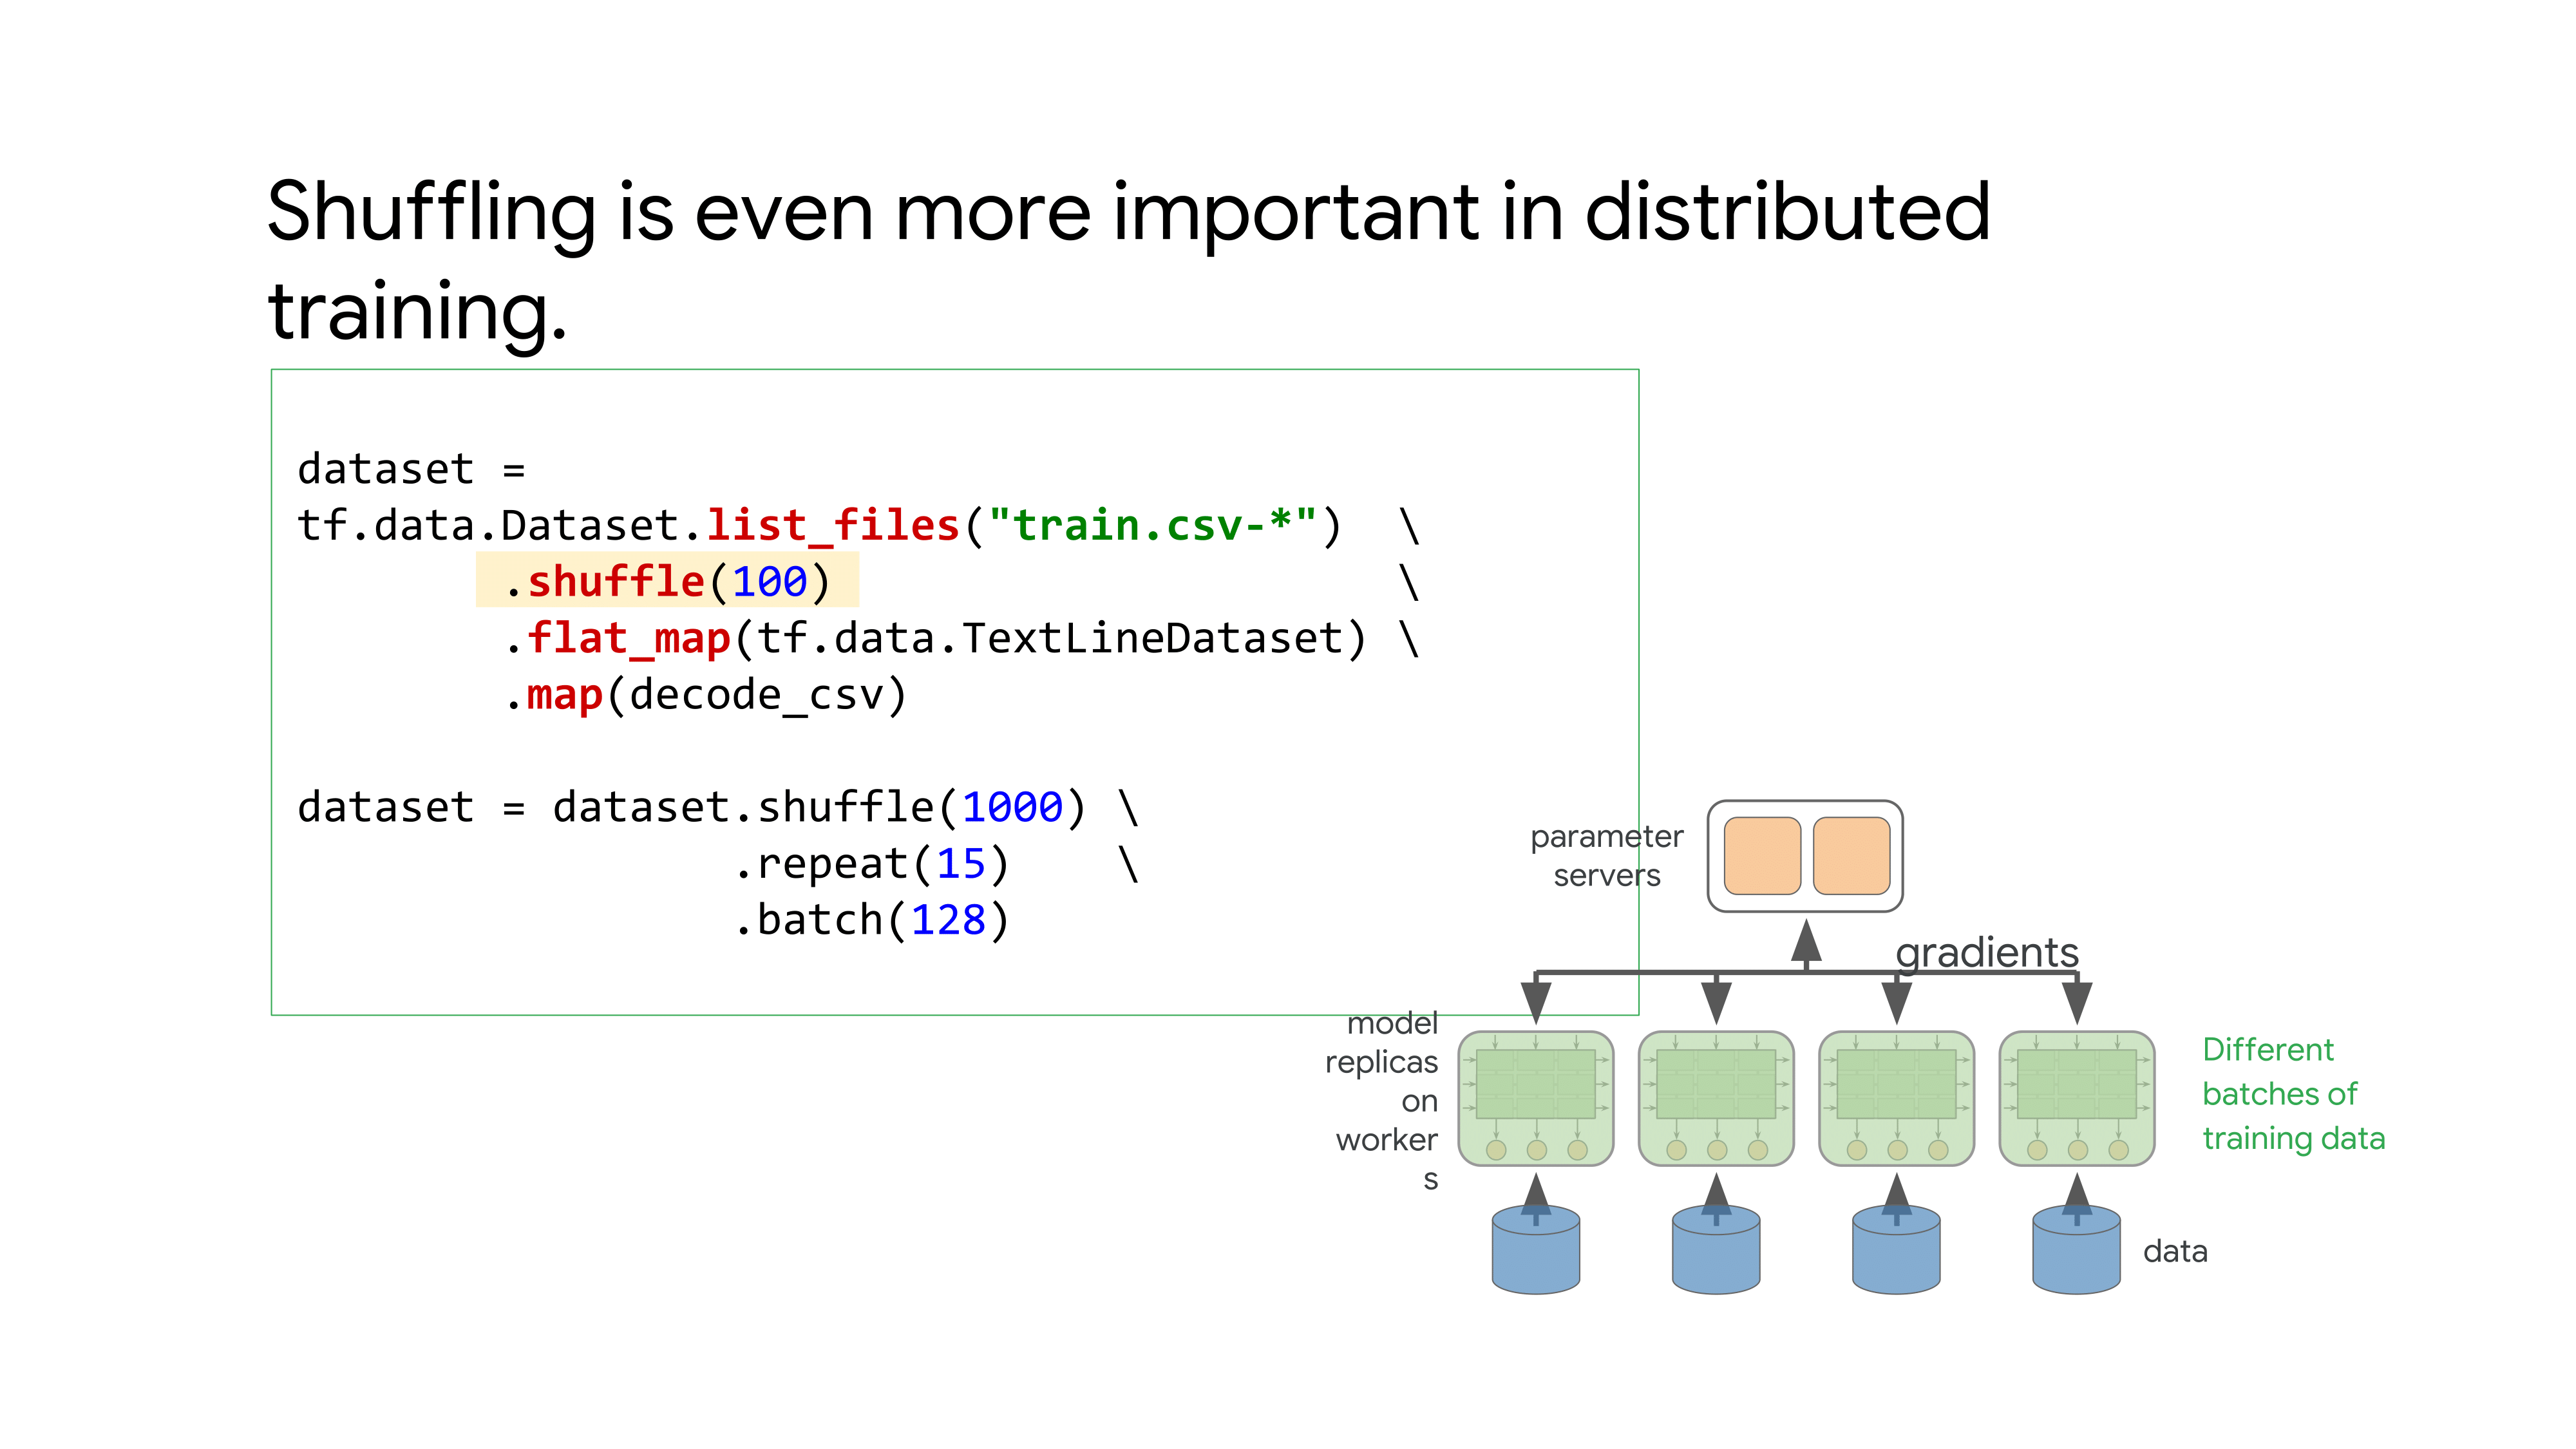 Shuffling is even more important in distributed
training.
dataset =
tf.data.Dataset.list_files("train.csv-*")  \
        .shuffle(100)                      \
        .flat_map(tf.data.TextLineDataset) \
        .map(decode_csv)
dataset = dataset.shuffle(1000) \
                 .repeat(15)    \
                 .batch(128)
parameter
servers
gradients
model
replicas
on
worker
s
Different
batches of
training data
data